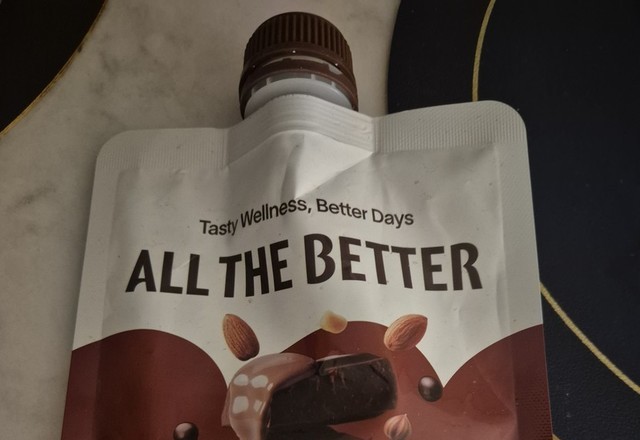 Tasty Wellness, Better Days
ALL THE BETTER